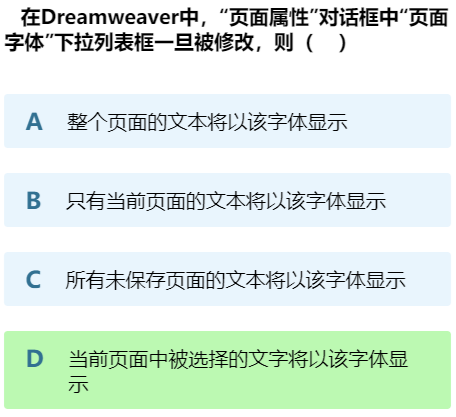 在Dreamweaver中，“页面属性”对话框中“页面
字体”下拉列表框一旦被修改，则（　）
A 整个页面的文本将以该字体显示
B 只有当前页面的文本将以该字体显示
C 所有未保存页面的文本将以该字体显示
D 当前页面中被选择的文字将以该字体显
示